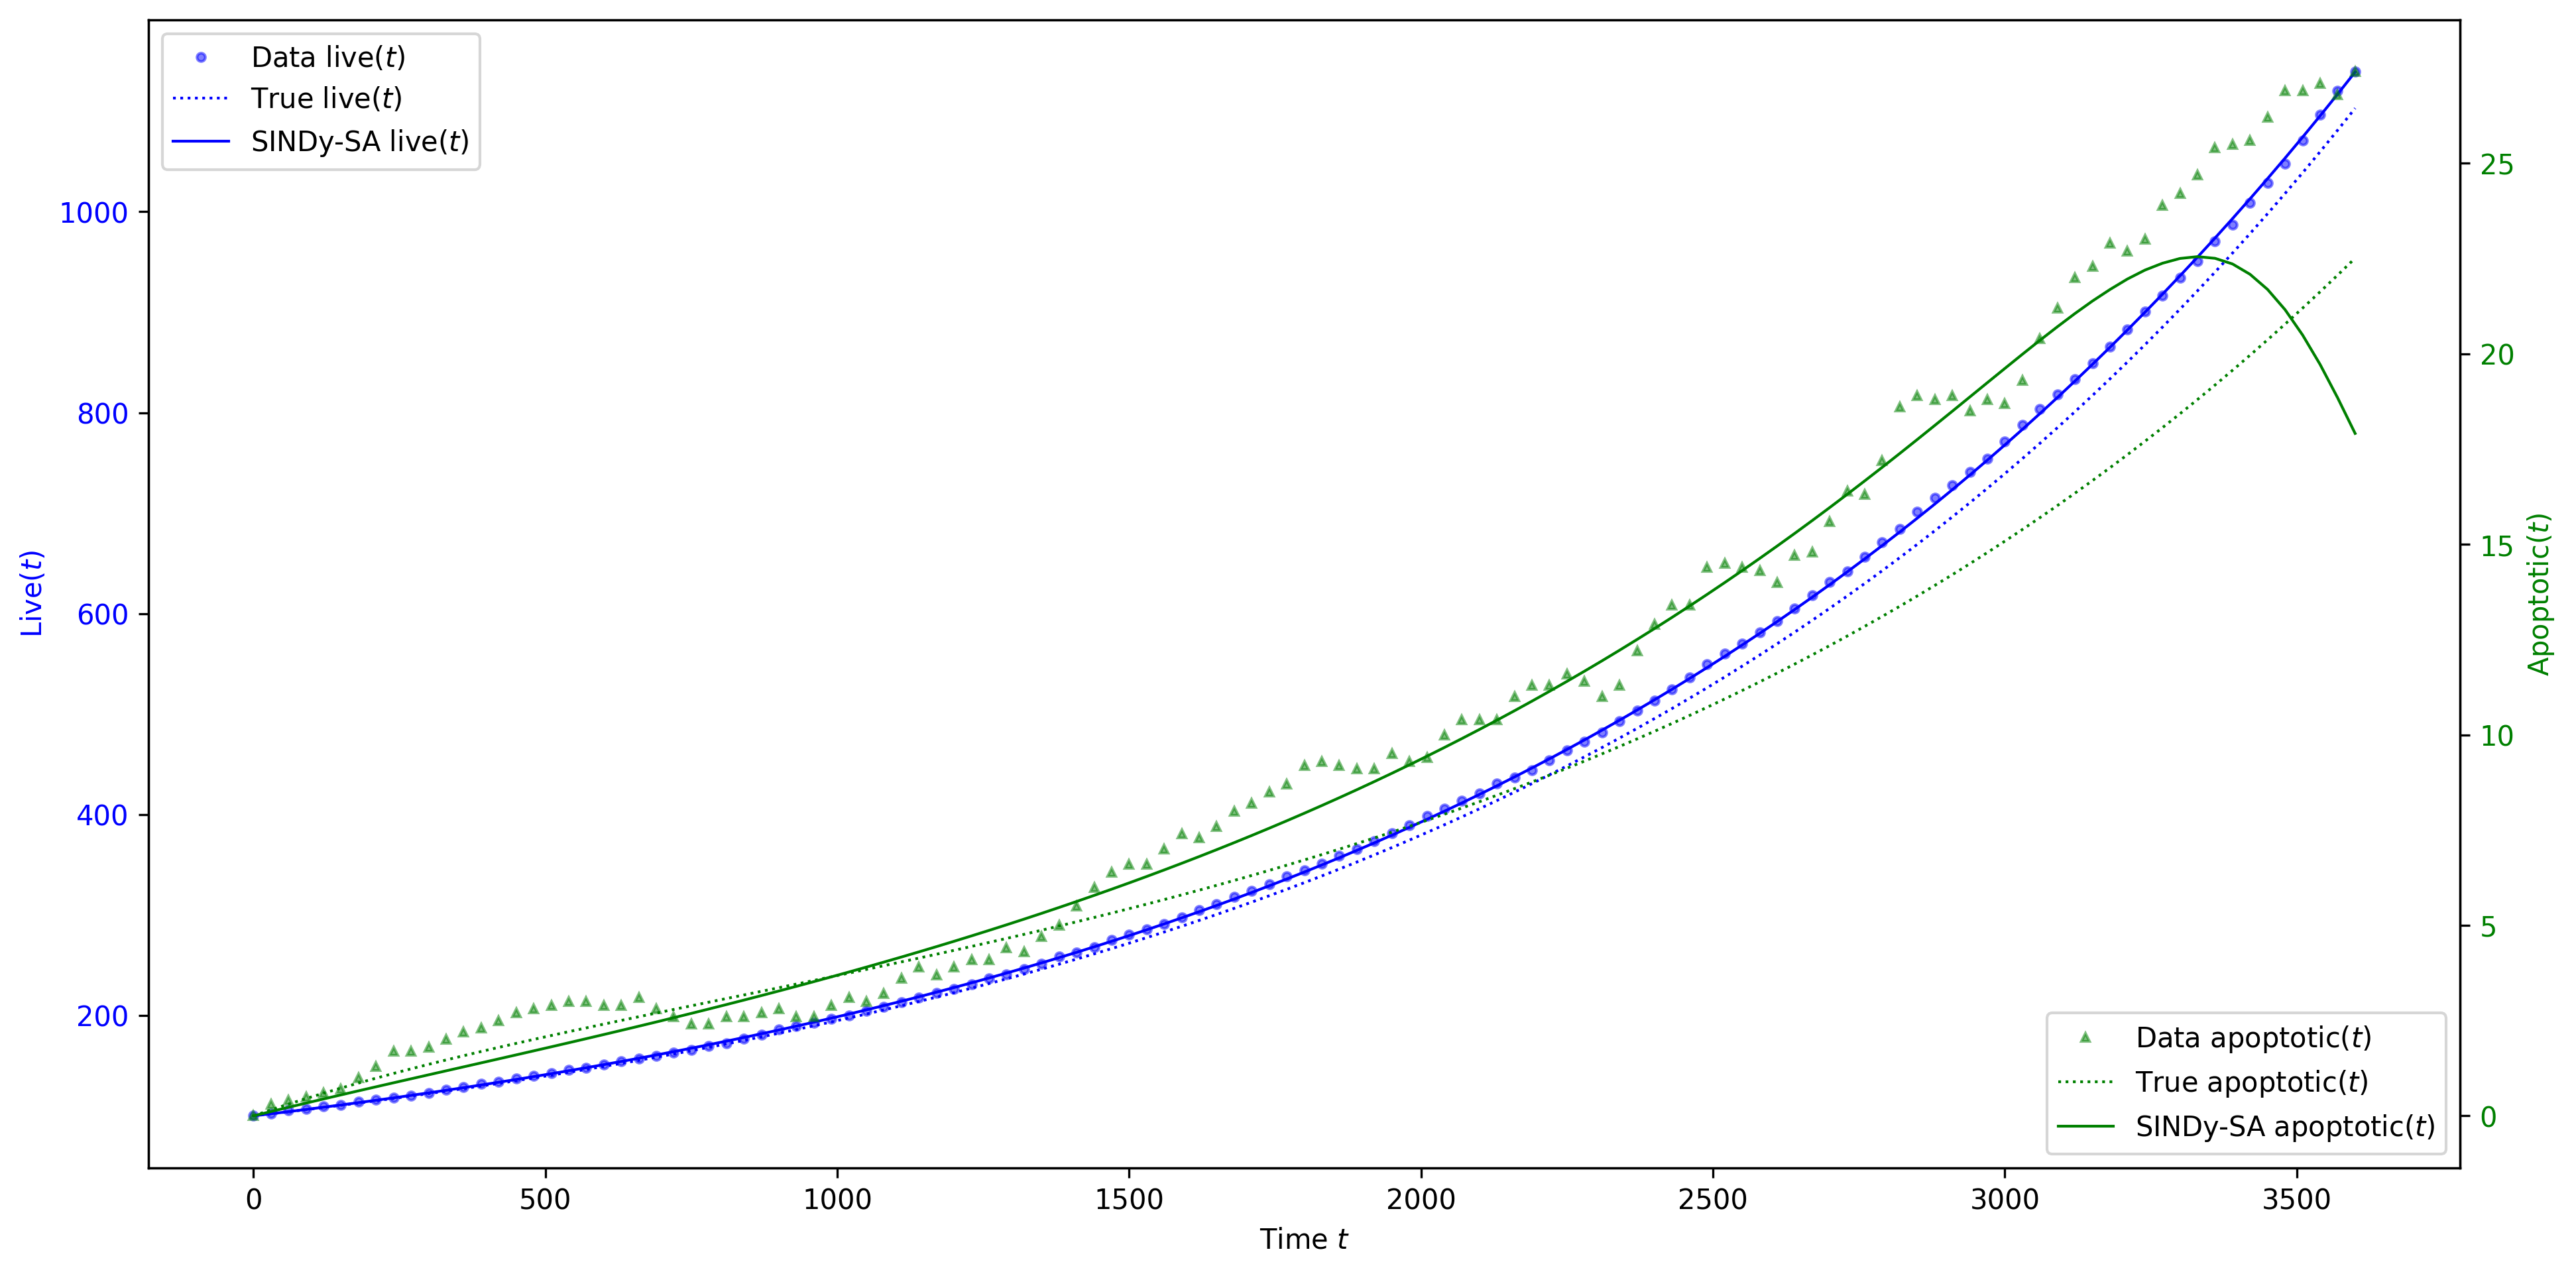 Data live(t)
True live(t)
SINDy-SA live(t)
Live(t)
1000
800
600
400
200
25
20
15
10
5
0
Apoptotic(t)
Data apoptotic(t)
True apoptotic(t)
SINDy-SA apoptotic(t)
0 500 1000 1500 2000 2500 3000 3500
Time t